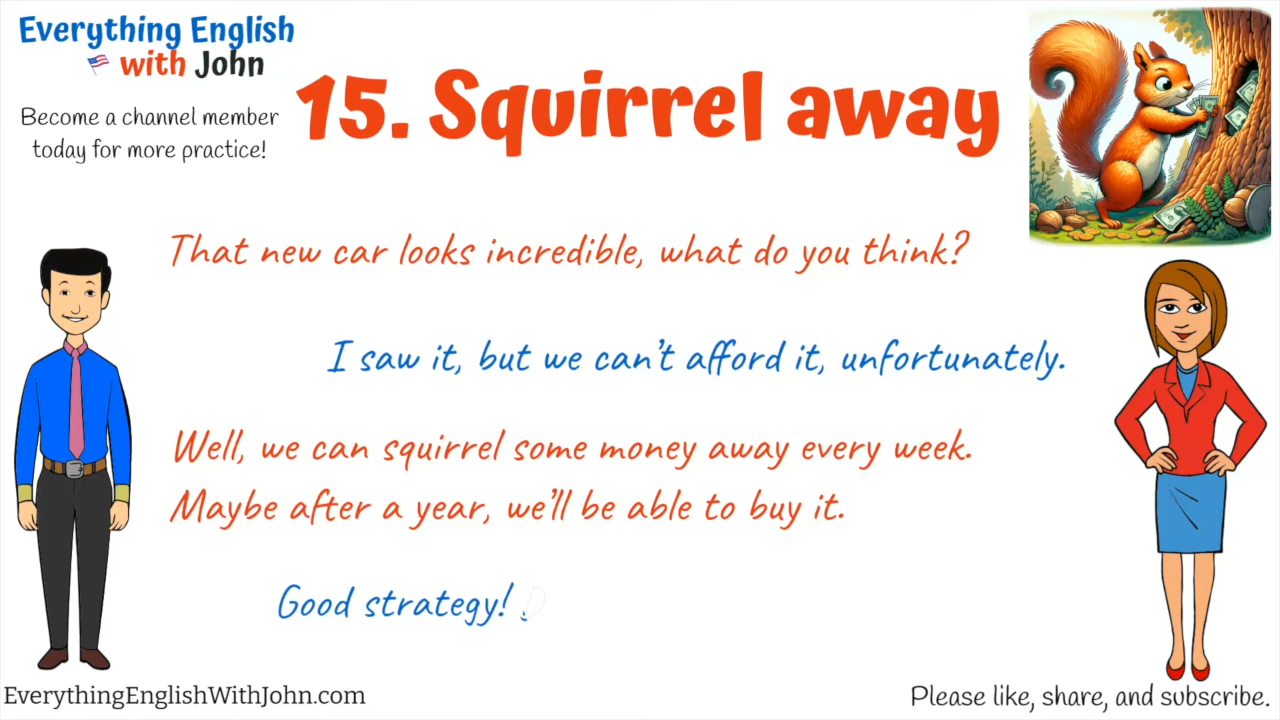 Everything English
with John
Become a channel member
today for more practice!
15. Squirrel away
That new car looks incredible, what do you think?
I saw it, but we can't afford it, unfortunately.
Well, we can squirrel some money away every week.
Maybe after a year, we'll be able to buy it.
Good strategy!
EverythingEnglishWithJohn.com
Please like, share, and subscribe.